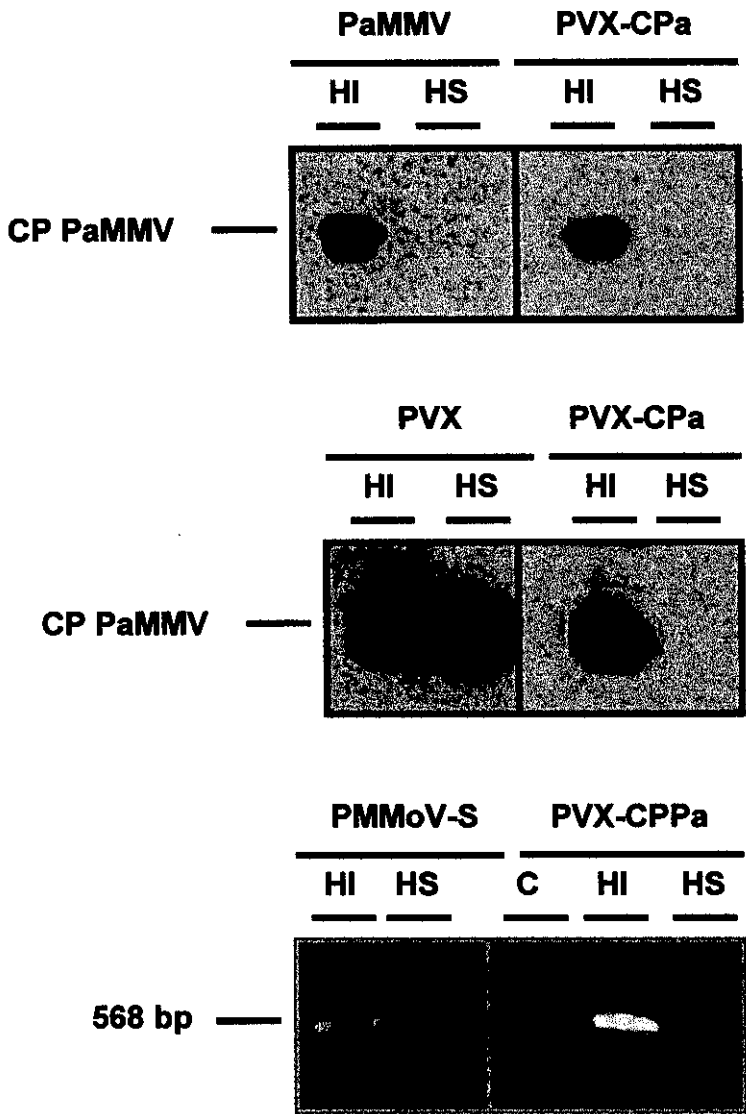 PaMMV PVX-CPa
HI HS HI HS
CP PaMMV
PVX PVX-CPa
HI HS HI HS
CP PaMMV
PMMoV-S PVX-CPPa
HI HS C HI HS
568 bp